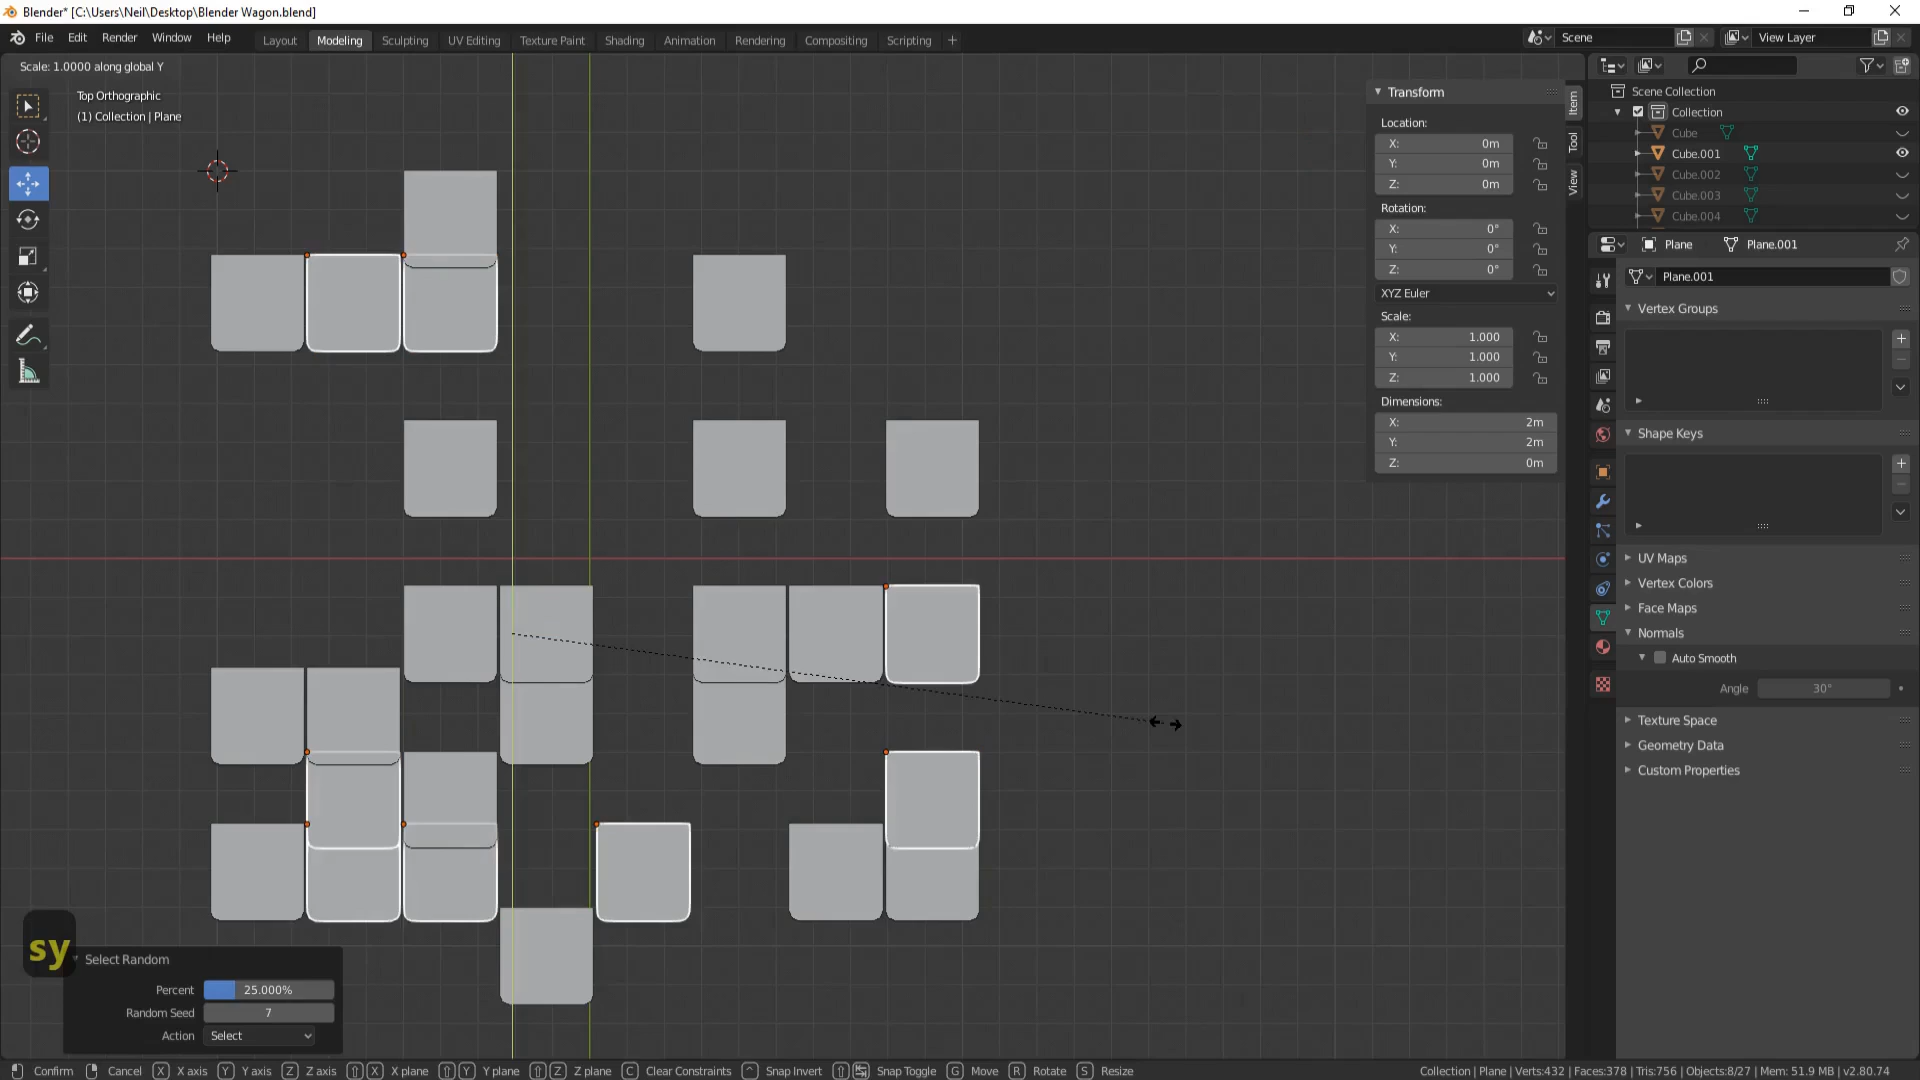 Blender* [C:\Users\Neil\Desktop\Blender Wagon.blend]
File Edit Render Window Help
Layout Modeling Sculpting UV Editing Texture Paint Shading Animation Rendering Compositing Scripting +
Scene
View Layer
Scale: 1.0000 along global Y
Top Orthographic
(1) Collection | Plane
Transform
Location:
X: 0m
Y: 0m
Z: 0m
Rotation:
X: 0°
Y: 0°
Z: 0°
XYZ Euler
Scale:
X: 1.000
Y: 1.000
Z: 1.000
Dimensions:
X: 2m
Y: 2m
Z: 0m
Item
Tool
View
Scene Collection
Collection
Cube
Cube.001
Cube.002
Cube.003
Cube.004
Plane Plane.001
Plane.001
Vertex Groups
Shape Keys
UV Maps
Vertex Colors
Face Maps
Normals
Auto Smooth
Angle 30°
Texture Space
Geometry Data
Custom Properties
sy
Select Random
Percent 25.000%
Random Seed 7
Action Select
Confirm Cancel X X axis Y Y axis Z Z axis X X plane Y Y plane Z Z plane C Clear Constraints ^ Snap Invert Snap Toggle G Move R Rotate S Resize
Collection | Plane | Verts:432 | Faces:378 | Tris:756 | Objects:8/27 | Mem: 51.9 MB | v2.80.74